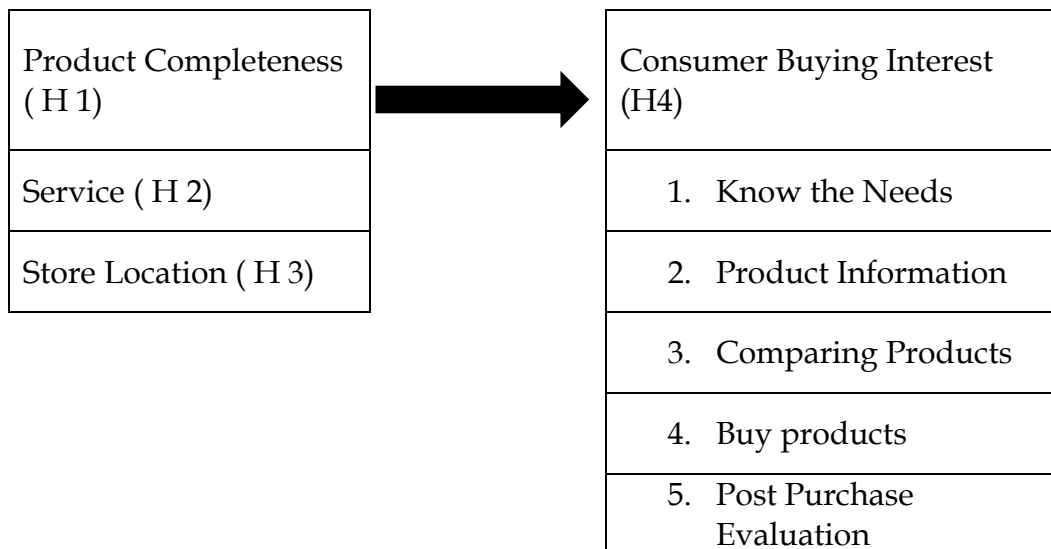 Product Completeness
( H 1)
Service ( H 2)
Store Location ( H 3)
Consumer Buying Interest
(H4)
1. Know the Needs
2. Product Information
3. Comparing Products
4. Buy products
5. Post Purchase
Evaluation